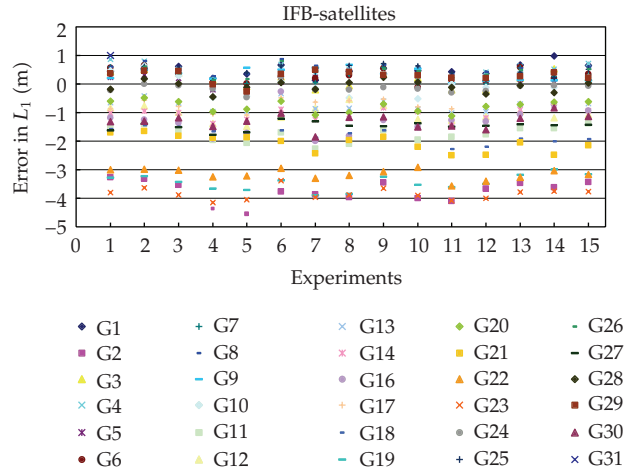 IFB-satellites
Error in L1 (m)
2
1
0
−1
−2
−3
−4
−5
0 1 2 3 4 5 6 7 8 9 10 11 12 13 14 15
Experiments
G1 G7 G13 G20 G26
G2 G8 G14 G21 G27
G3 G9 G16 G22 G28
G4 G10 G17 G23 G29
G5 G11 G18 G24 G30
G6 G12 G19 G25 G31